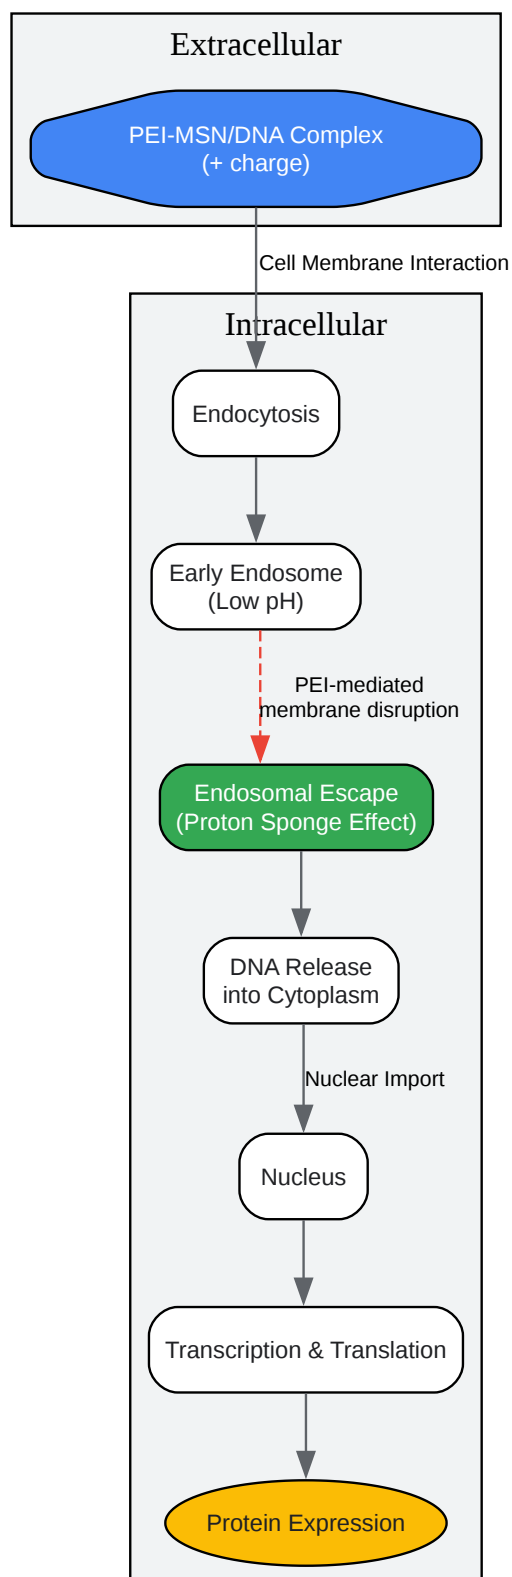 Extracellular
PEI-MSN/DNA Complex
(+ charge)
Cell Membrane Interaction
Intracellular
Endocytosis
Early Endosome
(Low pH)
PEI-mediated
membrane disruption
Endosomal Escape
(Proton Sponge Effect)
DNA Release
into Cytoplasm
Nuclear Import
Nucleus
Transcription & Translation
Protein Expression